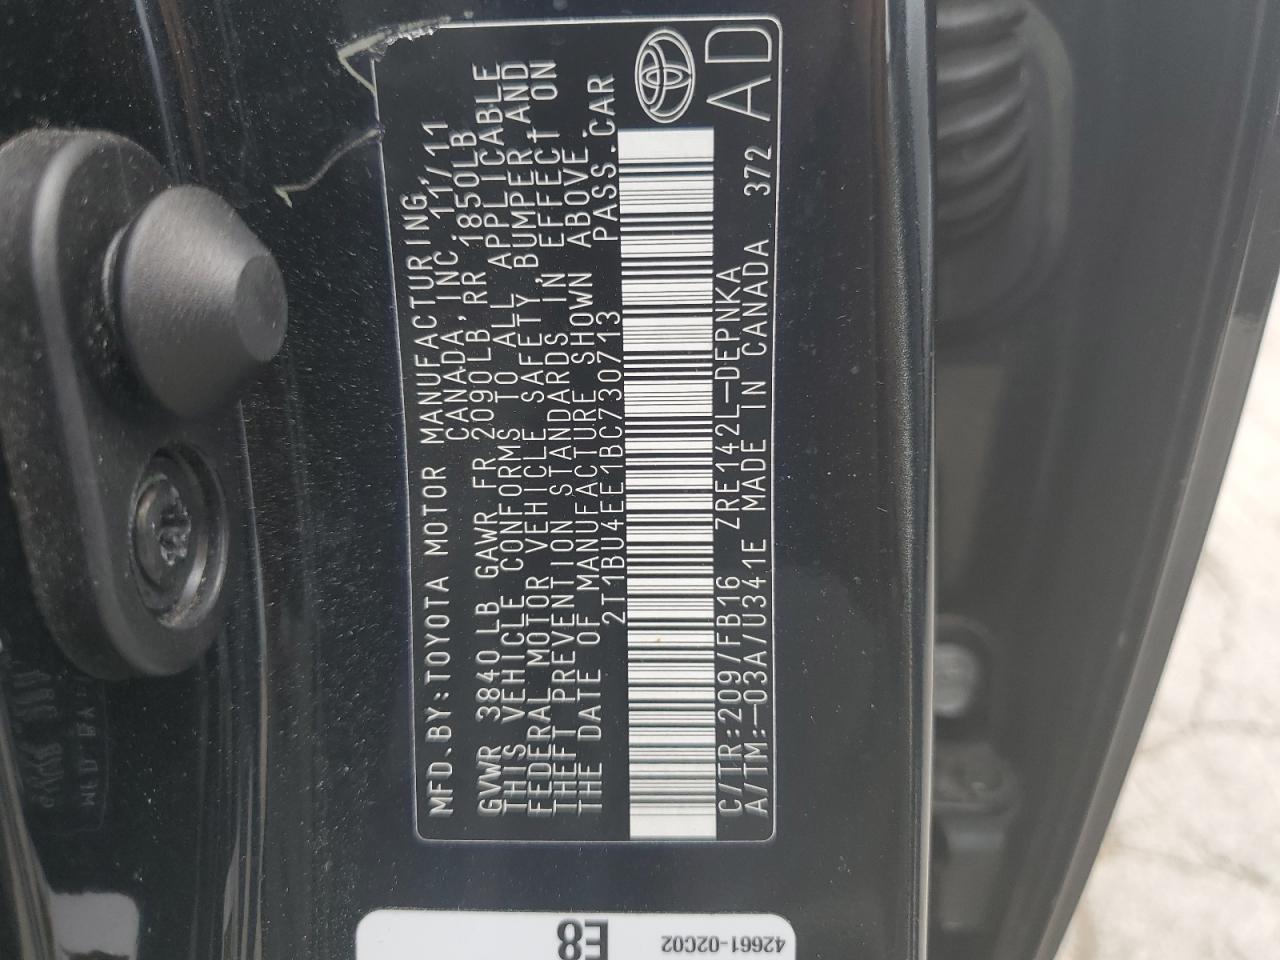 MFD.BY:TOYOTA MOTOR MANUFACTURING,
CANADA, INC. 11/11
GVWR 3840LB GAWR FR 2090LB, RR 1850LB
THIS VEHICLE CONFORMS TO ALL APPLICABLE
FEDERAL MOTOR VEHICLE SAFETY, BUMPER, AND
THEFT PREVENTION STANDARDS IN EFFECT ON
THE DATE OF MANUFACTURE SHOWN ABOVE.
2T1BU4EE1BC730713 PASS.CAR
C/TR:209/FB16 ZRE142L-DEPNKA 372
A/TM:-03A/U341E MADE IN CANADA
AD
E8
42661-02C02